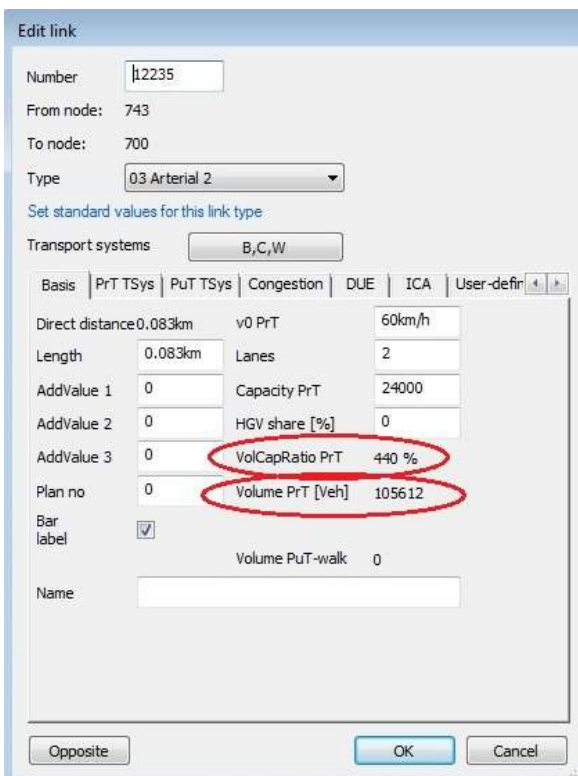 Edit link
Number 12235
From node: 743
To node: 700
Type 03 Arterial 2
Set standard values for this link type
Transport systems B,C,W
Basis PrT TSys PuT TSys Congestion DUE ICA User-defir
Direct distance 0.083km v0 PrT 60km/h
Length 0.083km Lanes 2
AddValue 1 0 Capacity PrT 24000
AddValue 2 0 HGV share [%] 0
AddValue 3 0 VolCapRatio PrT 440 %
Plan no 0 Volume PrT [Veh] 105612
Bar
label
Volume PuT-walk 0
Name
Opposite OK Cancel